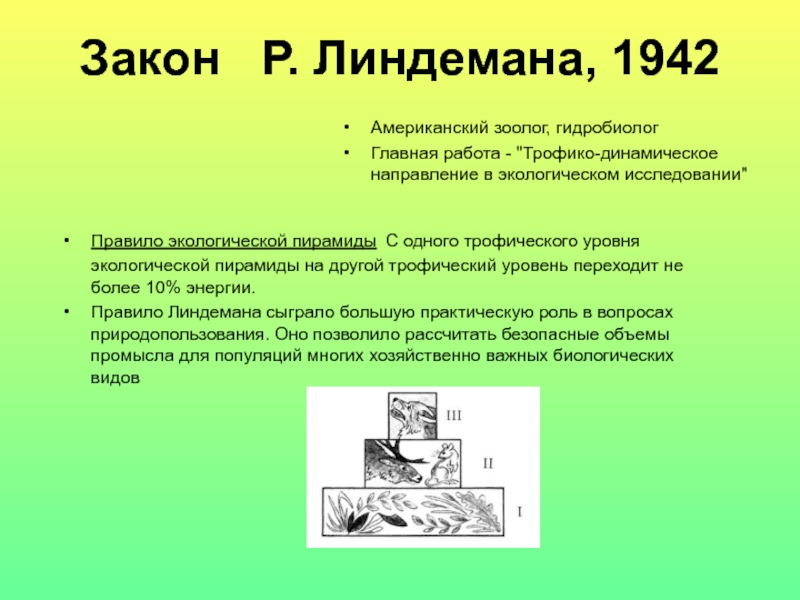 Закон Р. Линдемана, 1942
• Американский зоолог, гидробиолог
• Главная работа - "Трофико-динамическое
направление в экологическом исследовании"
• Правило экологической пирамиды С одного трофического уровня
экологической пирамиды на другой трофический уровень переходит не
более 10% энергии.
• Правило Линдемана сыграло большую практическую роль в вопросах
природопользования. Оно позволило рассчитать безопасные объемы
промысла для популяций многих хозяйственно важных биологических
видов
III
II
I